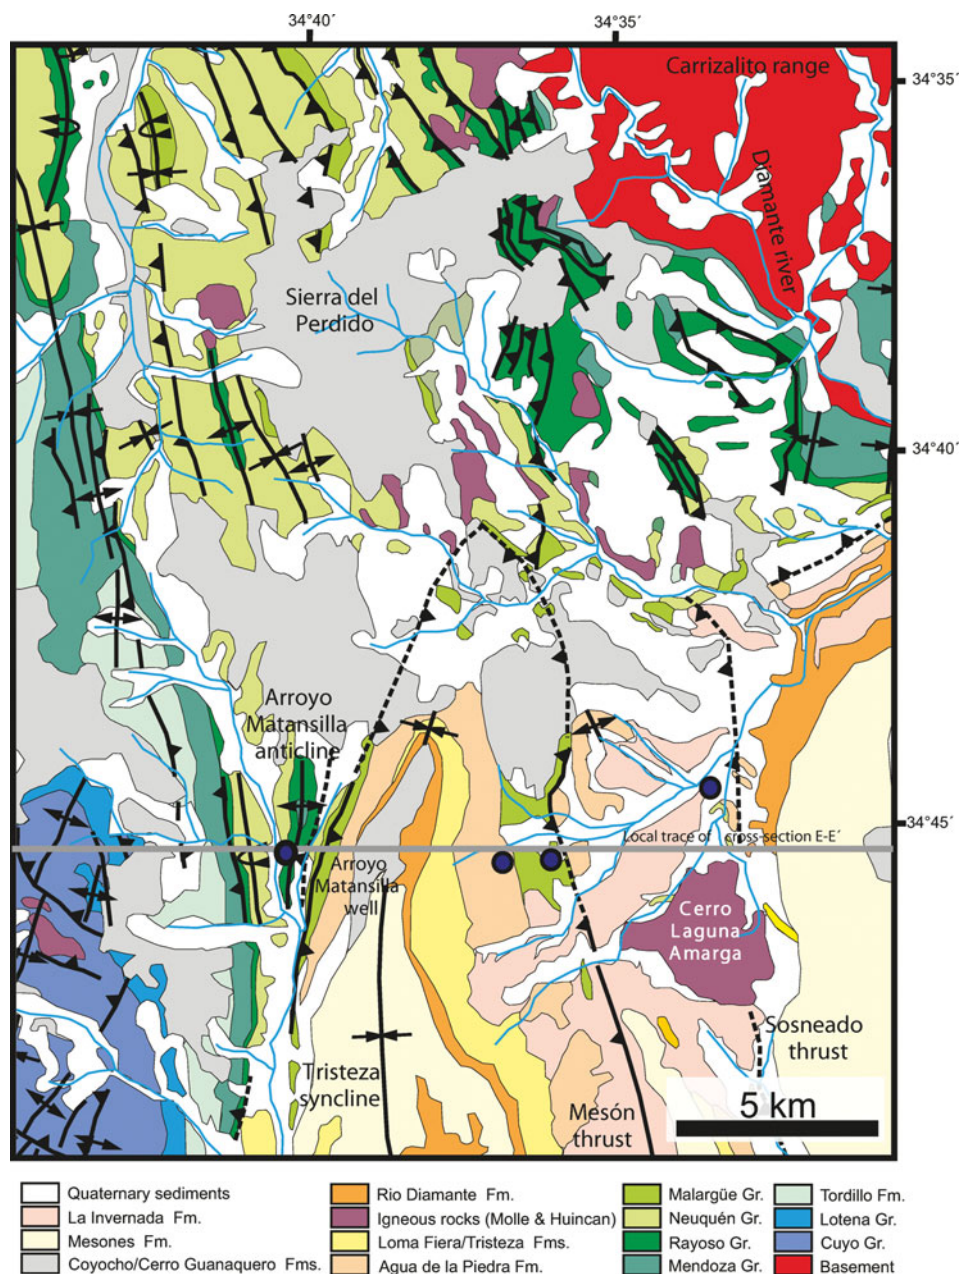 34°40´
34°35´
Carrizalito range
34°35´
Diamante river
Sierra del
Perdido
34°40´
Arroyo
Matansilla
anticline
34°45´
Local trace of cross-section E-E´
Arroyo
Matansilla
well
Cerro
Laguna
Amarga
Sosneado
thrust
Tristeza
syncline
5 km
Mesón
thrust
Quaternary sediments
La Invernada Fm.
Mesones Fm.
Coyocho/Cerro Guanaquero Fms.
Rio Diamante Fm.
Igneous rocks (Molle & Huincan)
Loma Fiera/Tristeza Fms.
Agua de la Piedra Fm.
Malargüe Gr.
Neuquén Gr.
Rayoso Gr.
Mendoza Gr.
Tordillo Fm.
Lotena Gr.
Cuyo Gr.
Basement